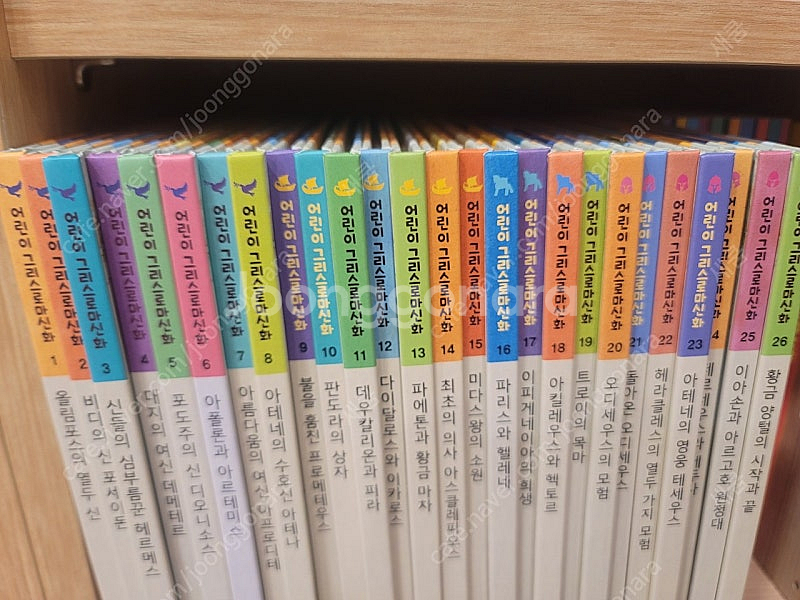 어린이 그리스로마신화 1 올림포스의 열두 신
어린이 그리스로마신화 2 바다의 신 포세이돈
어린이 그리스로마신화 3 신들의 심부름꾼 헤르메스
어린이 그리스로마신화 4 대지의 여신 데메테르
어린이 그리스로마신화 5 포도주의 신 디오니소스
어린이 그리스로마신화 6 아폴론과 아르테미스
어린이 그리스로마신화 7 아름다움의 여신 아프로디테
어린이 그리스로마신화 8 아테네의 수호신 아테나
어린이 그리스로마신화 9 불을 훔친 프로메테우스
어린이 그리스로마신화 10 판도라의 상자
어린이 그리스로마신화 11 데우칼리온과 피라
어린이 그리스로마신화 12 다이달로스와 이카로스
어린이 그리스로마신화 13 파에톤과 황금 마차
어린이 그리스로마신화 14 최초의 의사 아스클레피오스
어린이 그리스로마신화 15 미다스왕의 소원
어린이 그리스로마신화 16 파리스와 헬레네
어린이 그리스로마신화 17 이피게네이아의 희생
어린이 그리스로마신화 18 아킬레우스와 헥토르
어린이 그리스로마신화 19 트로이의 목마
어린이 그리스로마신화 20 오디세우스의 모험
어린이 그리스로마신화 21 돌아온 오디세우스
어린이 그리스로마신화 22 헤라클레스의 열두 가지 모험
어린이 그리스로마신화 23 아테네의 영웅 테세우스
어린이 그리스로마신화 4
어린이 그리스로마신화 25 이아손과 아르고호 원정대
어린이 그리스로마신화 26 황금 양털의 시작과 끝
joonggonara
cafe.naver.com/joonggonara
새콤